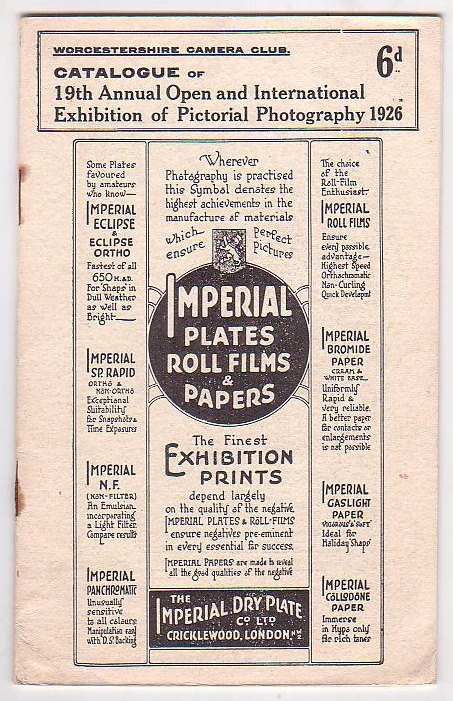 WORCESTERSHIRE CAMERA CLUB.
6d
CATALOGUE OF
19th Annual Open and International
Exhibition of Pictorial Photography 1926
Some Plates
favoured
by amateurs
who know—
IMPERIAL
ECLIPSE
&
ECLIPSE
ORTHO
Fastest of all
650 H.&D.
For 'Snaps' in
Dull Weather
as well as
Bright—
IMPERIAL
SP. RAPID
ORTHO &
NON-ORTHO
Exceptional
Suitability
for Snapshots &
Time Exposures
IMPERIAL
N.F.
(NON-FILTER)
An Emulsion
incorporating
a Light Filter
Compare results
IMPERIAL
PANCHROMATIC
Unusually
sensitive
to all colours
Manipulation easy
with D.S. Backing
Wherever
Photography is practised
this Symbol denotes the
highest achievements in the
manufacture of materials
which— perfect
ensure pictures
IMPERIAL
PLATES
ROLL FILMS
&
PAPERS
The Finest
EXHIBITION
PRINTS
depend largely
on the quality of the negative
IMPERIAL PLATES & ROLL-FILMS
ensure negatives pre-eminent
in every essential for success.
IMPERIAL PAPERS are made to reveal
all the good qualities of the negative
THE
IMPERIAL DRY PLATE
CO LTD
CRICKLEWOOD, LONDON N.W.
The choice
of the
Roll-Film
Enthusiast.
IMPERIAL
ROLL FILMS
Ensure
every possible
advantage—
Highest Speed
Orthochromatic
Non-Curling
Quick Developmt
IMPERIAL
BROMIDE
PAPER
CREAM &
WHITE BASE
Uniformly
Rapid &
very reliable.
A better paper
for contacts or
enlargements
is not possible
IMPERIAL
GASLIGHT
PAPER
VIGOROUS & SOFT
Ideal for
Holiday 'Snaps'
IMPERIAL
COLLODONE
PAPER
Immerse
in Hypo only
for rich tones